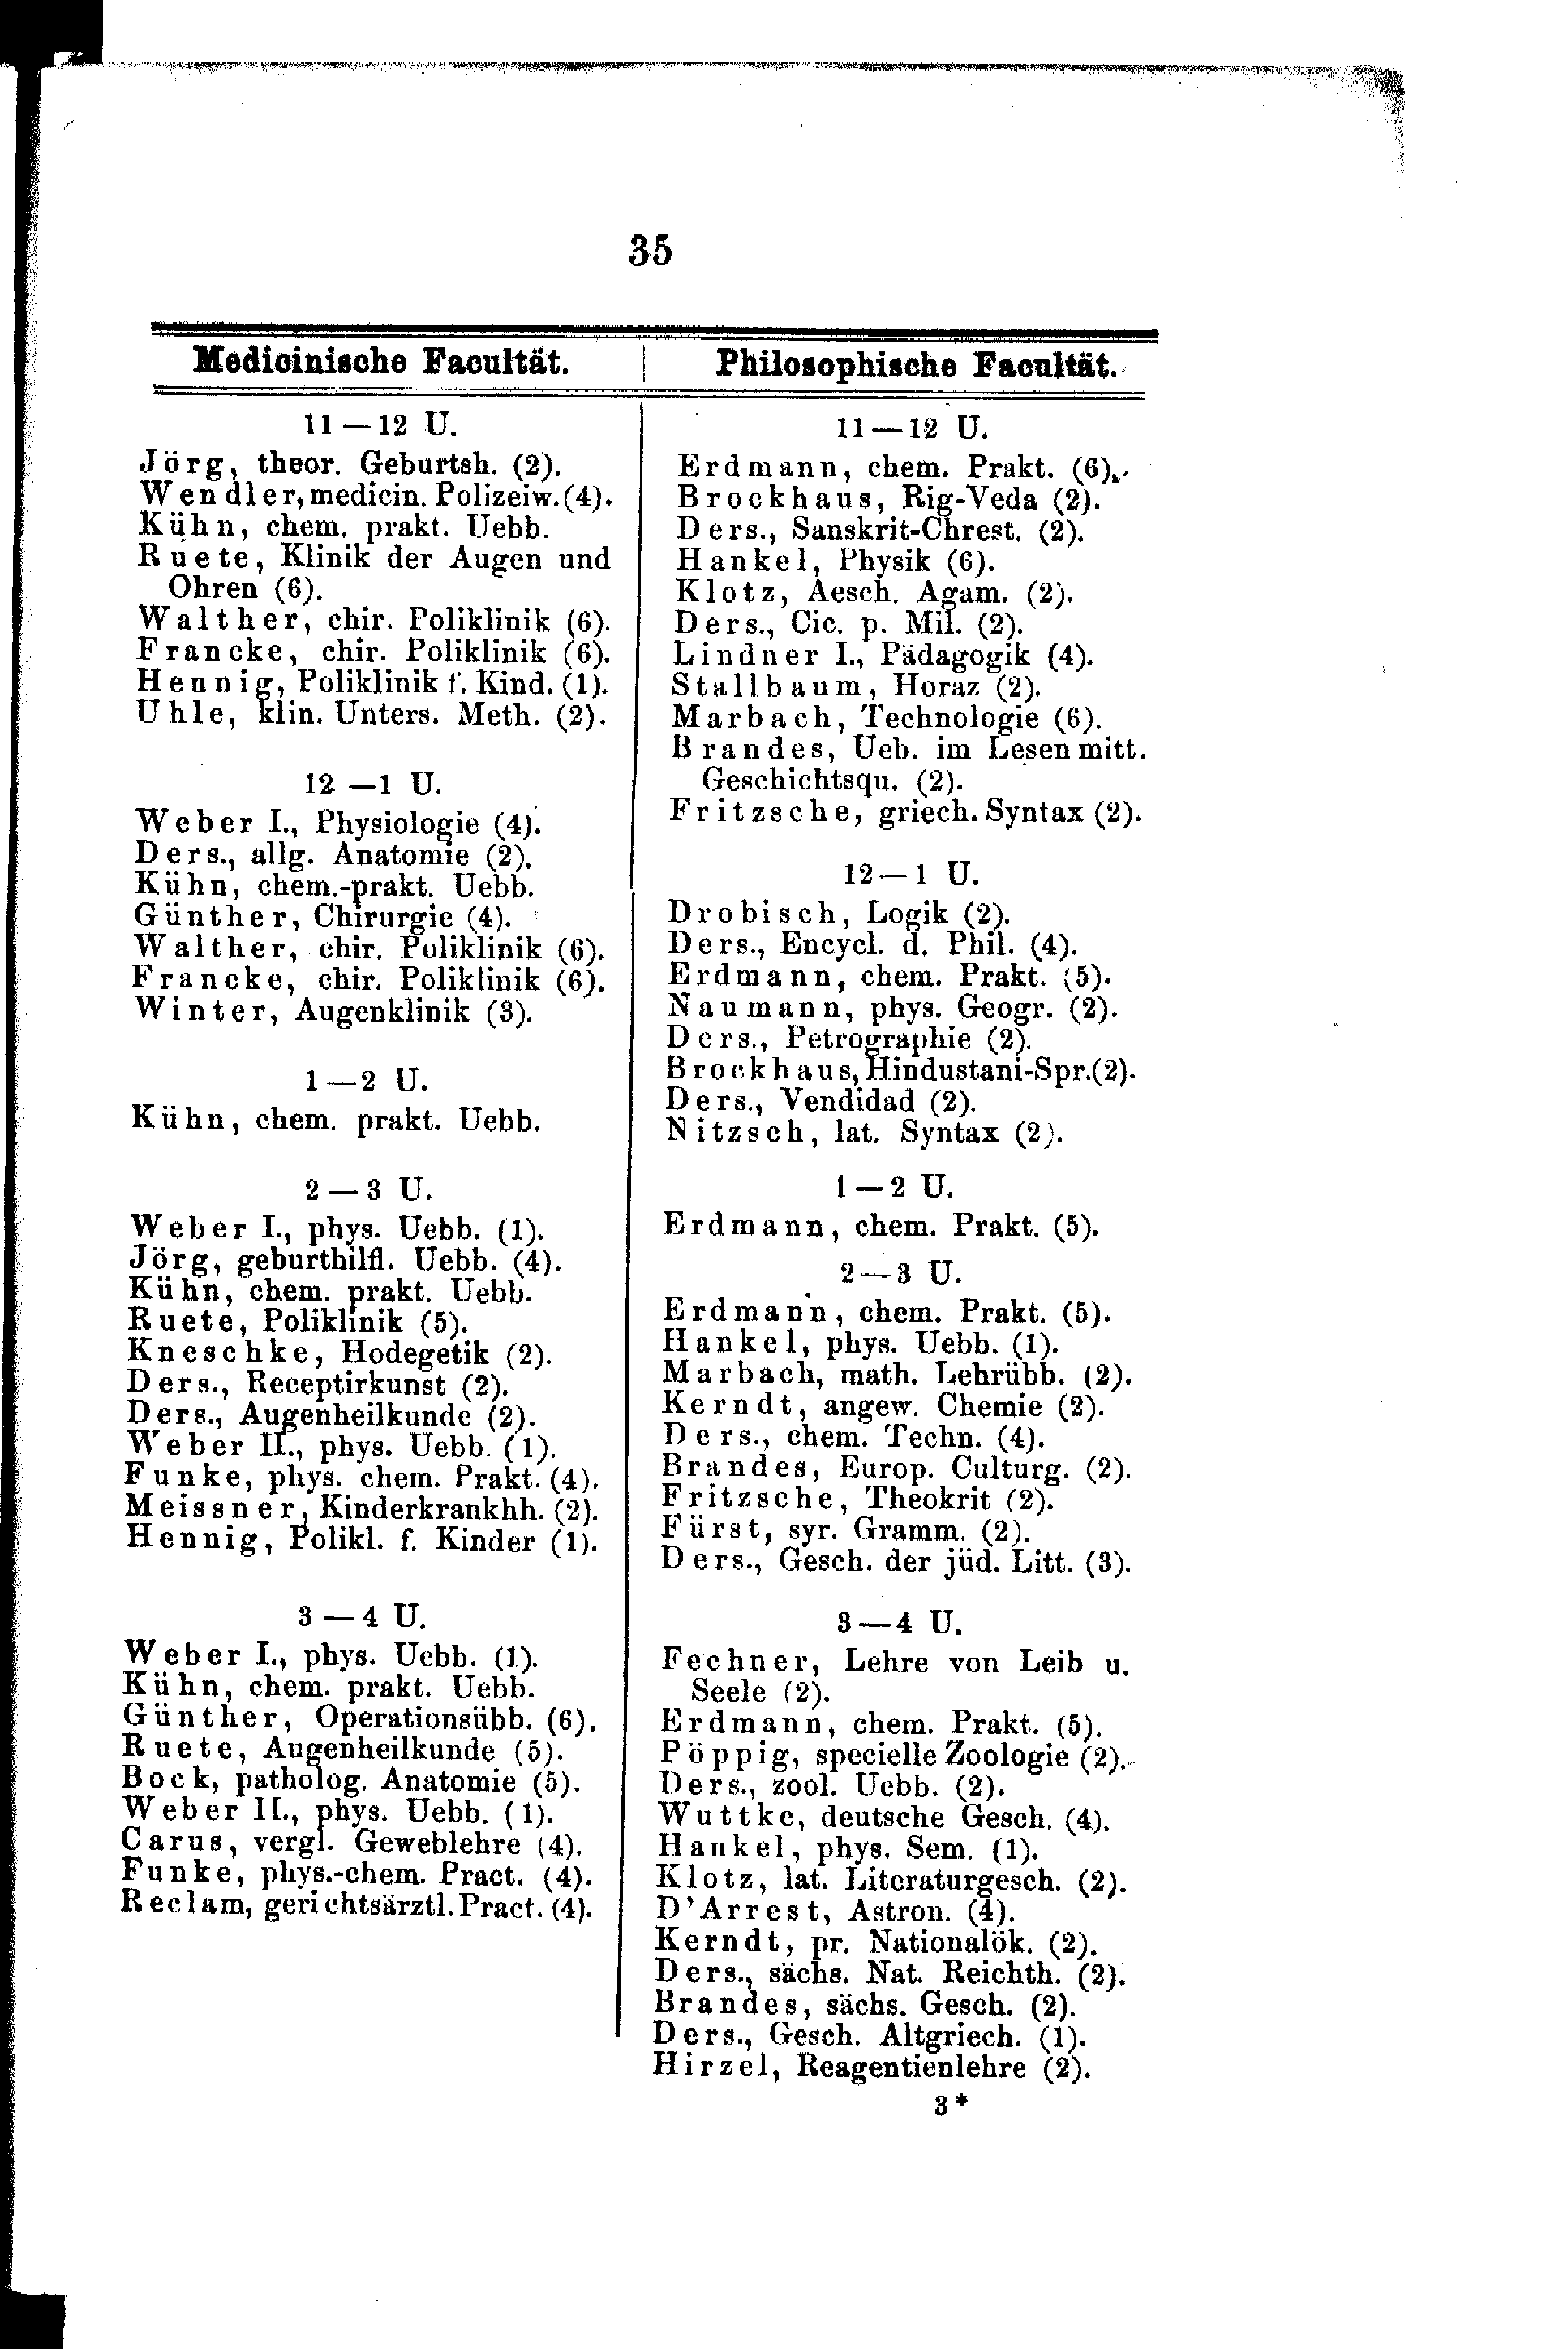 35
Medicinische Facultät.
11—12 U.
Jörg, theor. Geburtsh. (2).
Wendler, medicin. Polizeiw. (4).
Kühn, chem. prakt. Uebb.
Ruete, Klinik der Augen und
Ohren (6).
Walther, chir. Poliklinik (6).
Francke, chir. Poliklinik (6).
Hennig, Poliklinik f. Kind. (1).
Uhle, klin. Unters. Meth. (2).
12—1 U.
Weber I., Physiologie (4).
Ders., allg. Anatomie (2).
Kühn, chem.-prakt. Uebb.
Günther, Chirurgie (4).
Walther, chir. Poliklinik (6).
Francke, chir. Poliklinik (6).
Winter, Augenklinik (3).
1—2 U.
Kühn, chem. prakt. Uebb.
2—3 U.
Weber I., phys. Uebb. (1).
Jörg, geburthilfl. Uebb. (4).
Kühn, chem. prakt. Uebb.
Ruete, Poliklinik (5).
Kneschke, Hodegetik (2).
Ders., Receptirkunst (2).
Ders., Augenheilkunde (2).
Weber II., phys. Uebb. (1).
Funke, phys. chem. Prakt. (4).
Meissner, Kinderkrankhh. (2).
Hennig, Polikl. f. Kinder (1).
3—4 U.
Weber I., phys. Uebb. (1).
Kühn, chem. prakt. Uebb.
Günther, Operationsübb. (6).
Ruete, Augenheilkunde (5).
Bock, patholog. Anatomie (5).
Weber II., phys. Uebb. (1).
Carus, vergl. Geweblehre (4).
Funke, phys.-chem. Pract. (4).
Reclam, gerichtsärztl. Pract. (4).
Philosophische Facultät.
11—12 U.
Erdmann, chem. Prakt. (6).
Brockhaus, Rig-Veda (2).
Ders., Sanskrit-Chrest. (2).
Hankel, Physik (6).
Klotz, Aesch. Agam. (2).
Ders., Cic. p. Mil. (2).
Lindner I., Pädagogik (4).
Stallbaum, Horaz (2).
Marbach, Technologie (6).
Brandes, Ueb. im Lesen mitt.
Geschichtsqu. (2).
Fritzsche, griech. Syntax (2).
12—1 U.
Drobisch, Logik (2).
Ders., Encycl. d. Phil. (4).
Erdmann, chem. Prakt. (5).
Naumann, phys. Geogr. (2).
Ders., Petrographie (2).
Brockhaus, Hindustani-Spr. (2).
Ders., Vendidad (2).
Nitzsch, lat. Syntax (2).
1—2 U.
Erdmann, chem. Prakt. (5).
2—3 U.
Erdmann, chem. Prakt. (5).
Hankel, phys. Uebb. (1).
Marbach, math. Lehrübb. (2).
Kerndt, angew. Chemie (2).
Ders., chem. Techn. (4).
Brandes, Europ. Culturg. (2).
Fritzsche, Theokrit (2).
Fürst, syr. Gramm. (2).
Ders., Gesch. der jüd. Litt. (3).
3—4 U.
Fechner, Lehre von Leib u.
Seele (2).
Erdmann, chem. Prakt. (5).
Pöppig, specielle Zoologie (2).
Ders., zool. Uebb. (2).
Wuttke, deutsche Gesch. (4).
Hankel, phys. Sem. (1).
Klotz, lat. Literaturgesch. (2).
D'Arrest, Astron. (4).
Kerndt, pr. Nationalök. (2).
Ders., sächs. Nat. Reichth. (2).
Brandes, sächs. Gesch. (2).
Ders., Gesch. Altgriech. (1).
Hirzel, Reagentienlehre (2).
3*